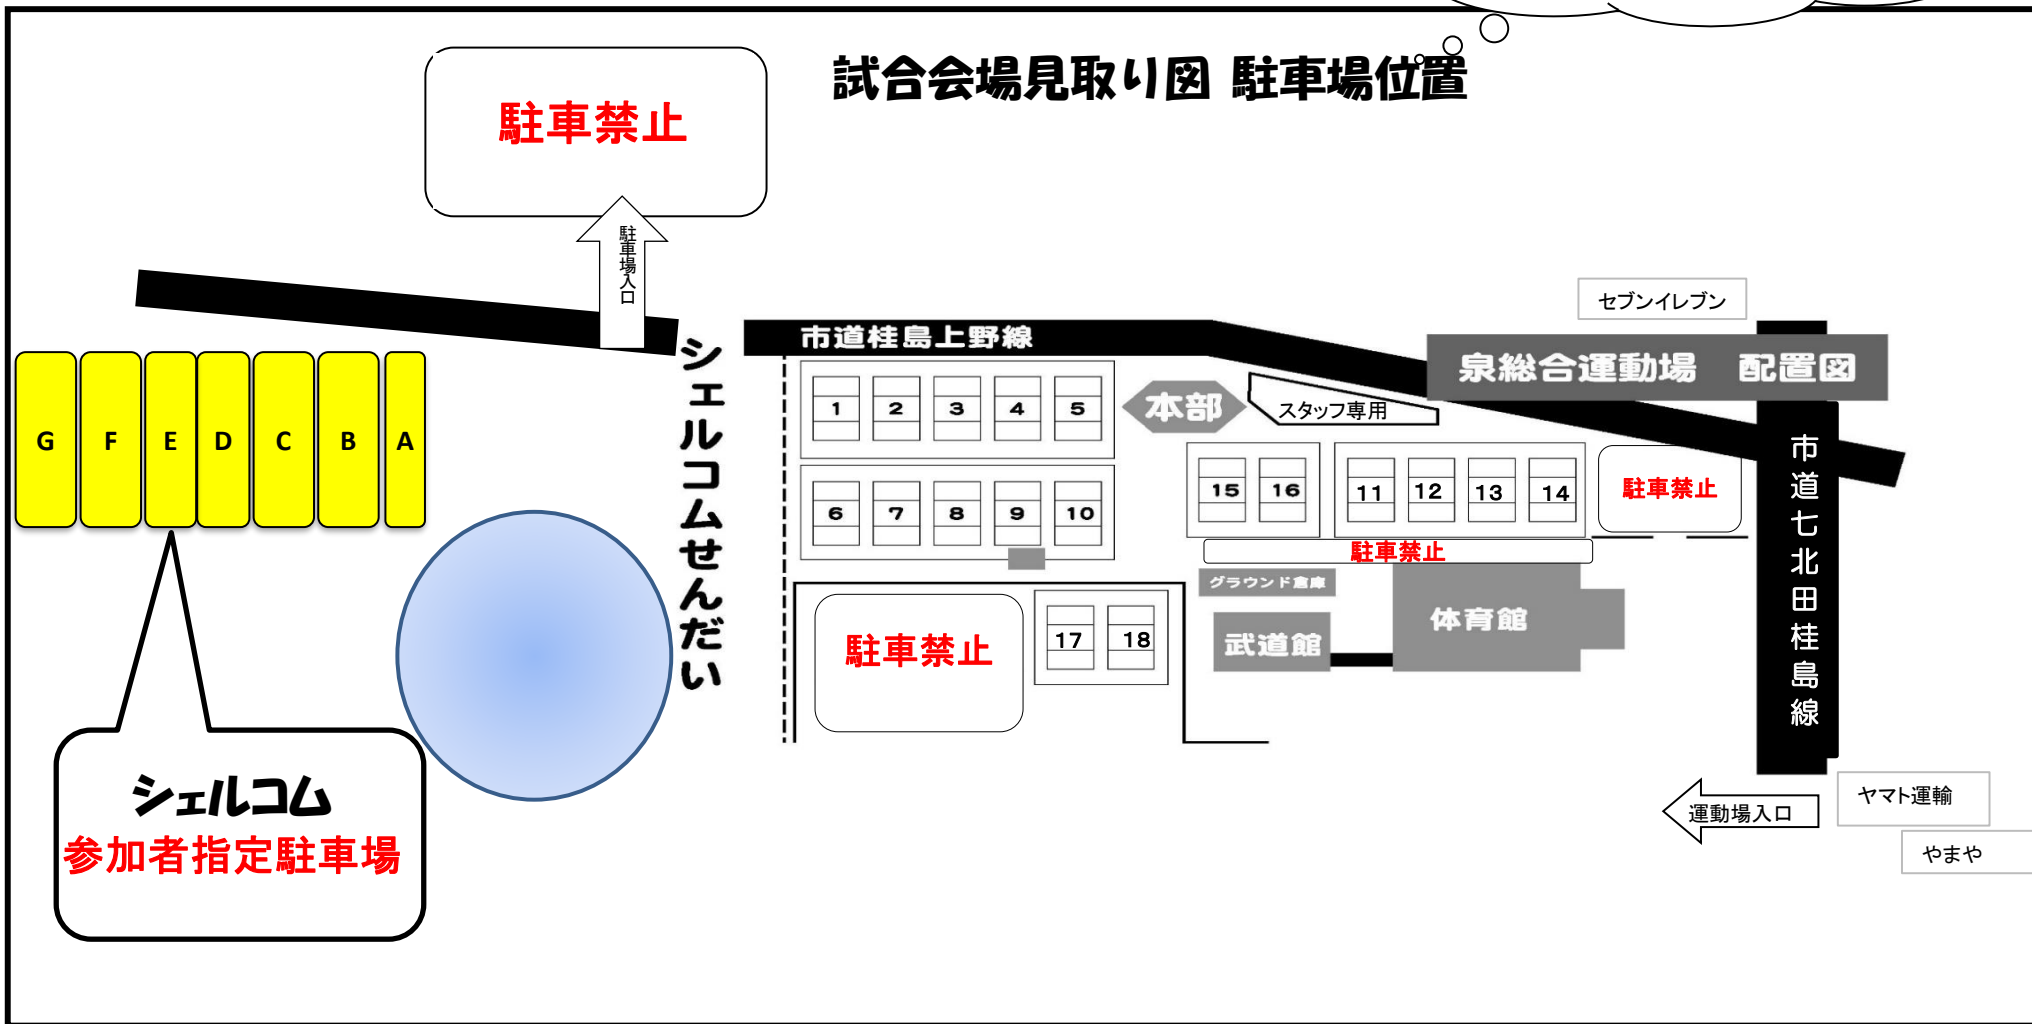 試合会場見取り図 駐車場位置
駐車禁止
駐車場入口
セブンイレブン
市道桂島上野線
泉総合運動場 配置図
シェルコムせんだい
1 2 3 4 5
本部
スタッフ専用
G F E D C B A
市道七北田桂島線
15 16 11 12 13 14
駐車禁止
6 7 8 9 10
駐車禁止
グラウンド倉庫
体育館
武道館
駐車禁止
17 18
シェルコム
参加者指定駐車場
運動場入口
ヤマト運輸
やまや